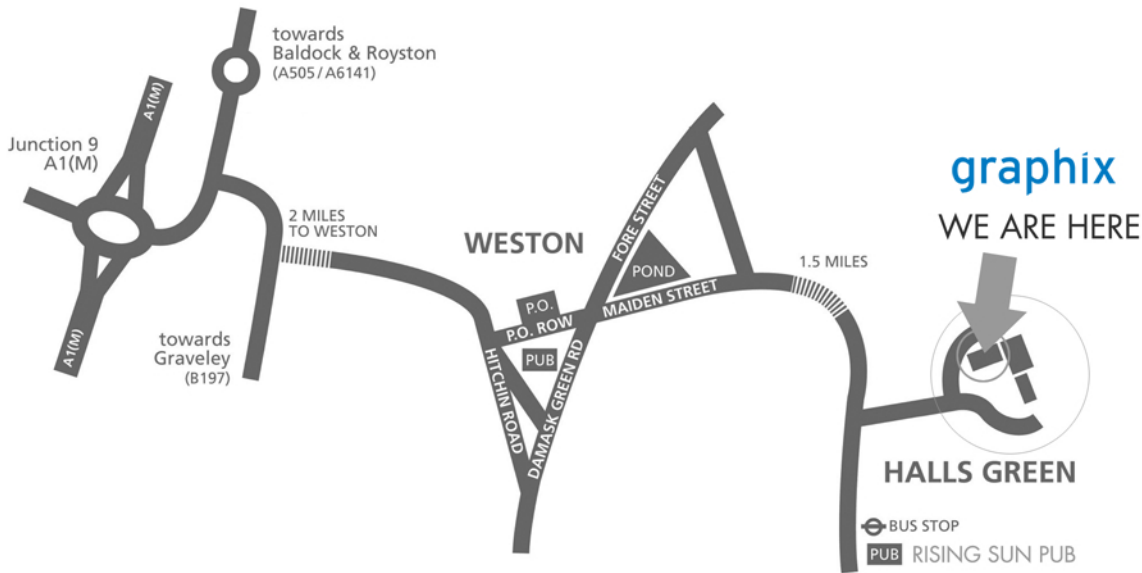 towards
Baldock & Royston
(A505/A6141)
A1(M)
Junction 9
A1(M)
2 MILES
TO WESTON
A1(M)
towards
Graveley
(B197)
WESTON
P.O.
P.O. ROW
PUB
HITCHIN ROAD
DAMASK GREEN RD
FORE STREET
POND
MAIDEN STREET
1.5 MILES
graphix
WE ARE HERE
HALLS GREEN
BUS STOP
PUB RISING SUN PUB